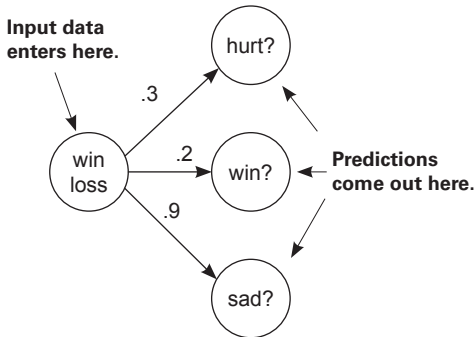 Input data
enters here.
hurt?
.3
win
loss
.2
win?
Predictions
come out here.
.9
sad?